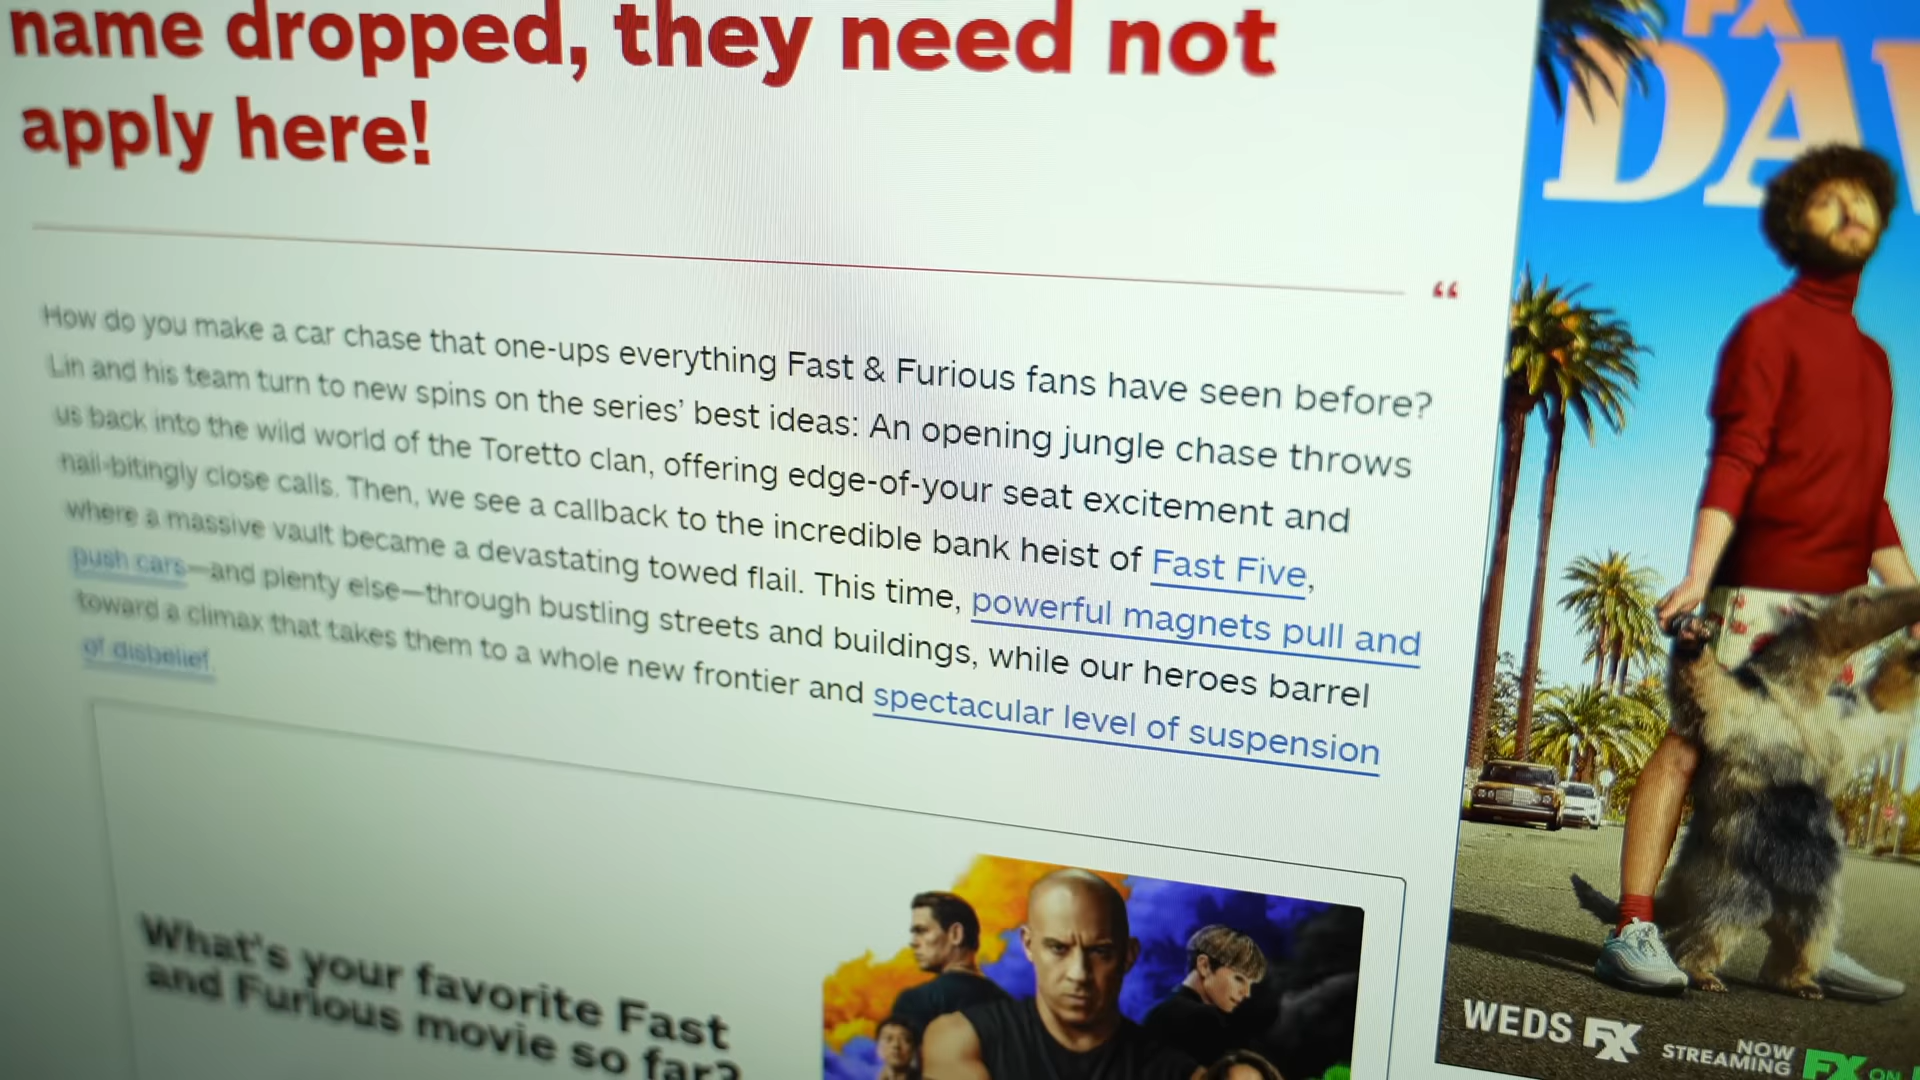 name dropped, they need not
apply here!
“
How do you make a car chase that one-ups everything Fast & Furious fans have seen before?
Lin and his team turn to new spins on the series’ best ideas: An opening jungle chase throws
us back into the wild world of the Toretto clan, offering edge-of-your seat excitement and
nail-bitingly close calls. Then, we see a callback to the incredible bank heist of Fast Five,
where a massive vault became a devastating towed flail. This time, powerful magnets pull and
push cars—and plenty else—through bustling streets and buildings, while our heroes barrel
toward a climax that takes them to a whole new frontier and spectacular level of suspension
of disbelief.
What's your favorite Fast
and Furious movie so far?
FX
DAV
WEDS FX
NOW
STREAMING
FX ON